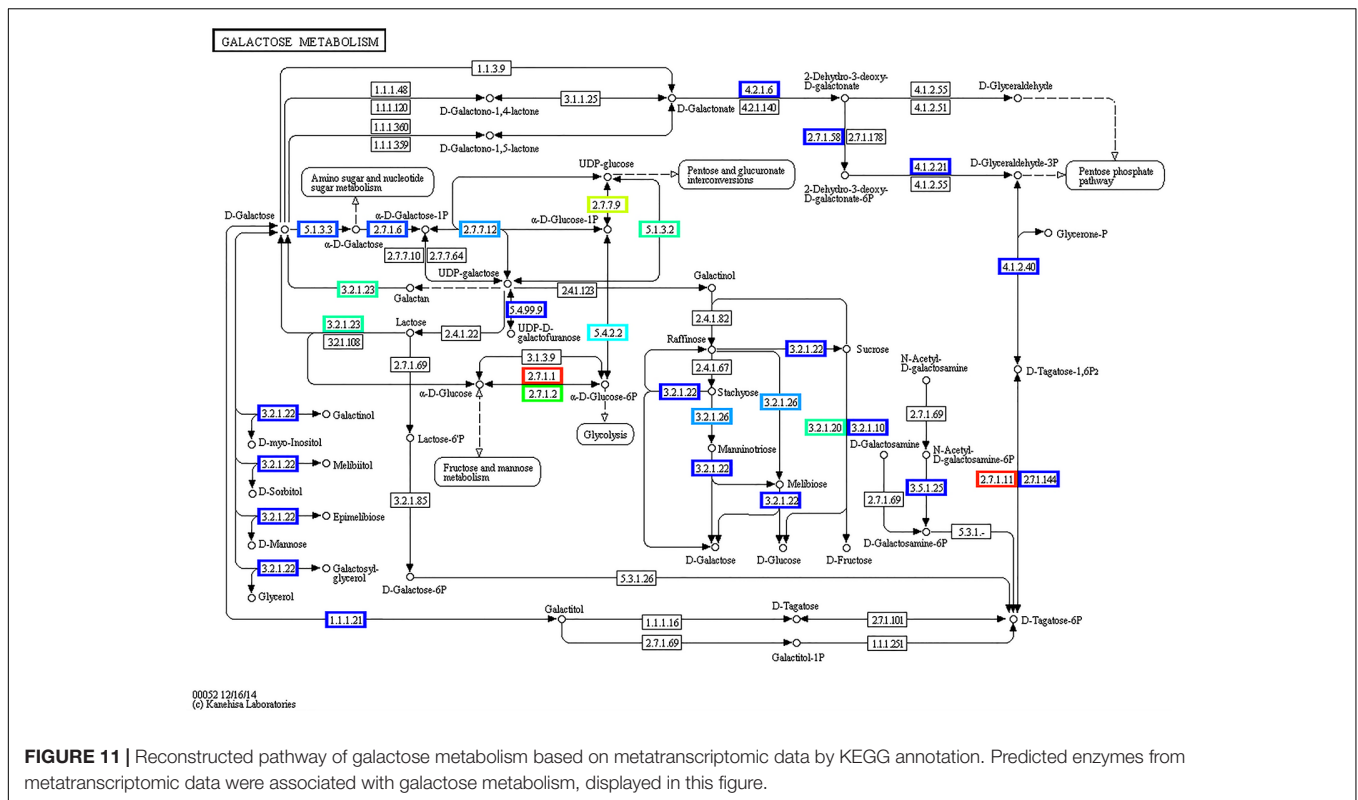 GALACTOSE METABOLISM
1.1.3.9
1.1.1.48
1.1.1.120
D-Galactono-1,4-lactone
3.1.1.25
D-Galactonate
4.2.1.6
4.2.1.140
2-Dehydro-3-deoxy-
D-galactonate
4.1.2.55
4.1.2.51
D-Glyceraldehyde
1.1.1.360
1.1.1.359
D-Galactono-1,5-lactone
2.7.1.58
2.7.1.178
UDP-glucose
Pentose and glucuronate
interconversions
4.1.2.21
4.1.2.55
D-Glyceraldehyde-3P
Pentose phosphate
pathway
2-Dehydro-3-deoxy-
D-galactonate-6P
Amino sugar and nucleotide
sugar metabolism
D-Galactose
5.1.3.3
α-D-Galactose
2.7.1.6
α-D-Galactose-1P
2.7.7.12
α-D-Glucose-1P
2.7.7.9
5.1.3.2
2.7.7.10
2.7.7.64
Glycerone-P
UDP-galactose
4.1.2.40
3.2.1.23
Galactan
2.4.1.123
Galactinol
5.4.99.9
UDP-D-
galactofuranose
2.4.1.82
3.2.1.23
3.2.1.108
Lactose
2.4.1.22
5.4.2.2
Raffinose
3.2.1.22
Sucrose
2.7.1.69
3.1.3.9
2.7.1.1
2.7.1.2
α-D-Glucose
α-D-Glucose-6P
2.4.1.67
3.2.1.22
Stachyose
N-Acetyl-
D-galactosamine
D-Tagatose-1,6P2
3.2.1.26
3.2.1.26
Glycolysis
3.2.1.22
Galactinol
D-myo-Inositol
Lactose-6'P
Fructose and mannose
metabolism
Manninotriose
3.2.1.20
3.2.1.10
2.7.1.69
D-Galactosamine
N-Acetyl-
D-galactosamine-6P
3.2.1.22
Melibiitol
D-Sorbitol
3.2.1.22
Melibiose
3.2.1.22
2.7.1.69
3.5.1.25
2.7.1.11
2.7.1.144
3.2.1.85
3.2.1.22
Epimelibiose
D-Mannose
D-Galactosamine-6P
5.3.1.-
D-Galactose
D-Glucose
D-Fructose
3.2.1.22
Galactosyl-
glycerol
Glycerol
D-Galactose-6P
5.3.1.26
1.1.1.21
Galactitol
1.1.1.16
D-Tagatose
2.7.1.101
D-Tagatose-6P
2.7.1.69
Galactitol-1P
1.1.1.251
00052 12/16/14
(c) Kanehisa Laboratories
FIGURE 11 | Reconstructed pathway of galactose metabolism based on metatranscriptomic data by KEGG annotation. Predicted enzymes from
metatranscriptomic data were associated with galactose metabolism, displayed in this figure.